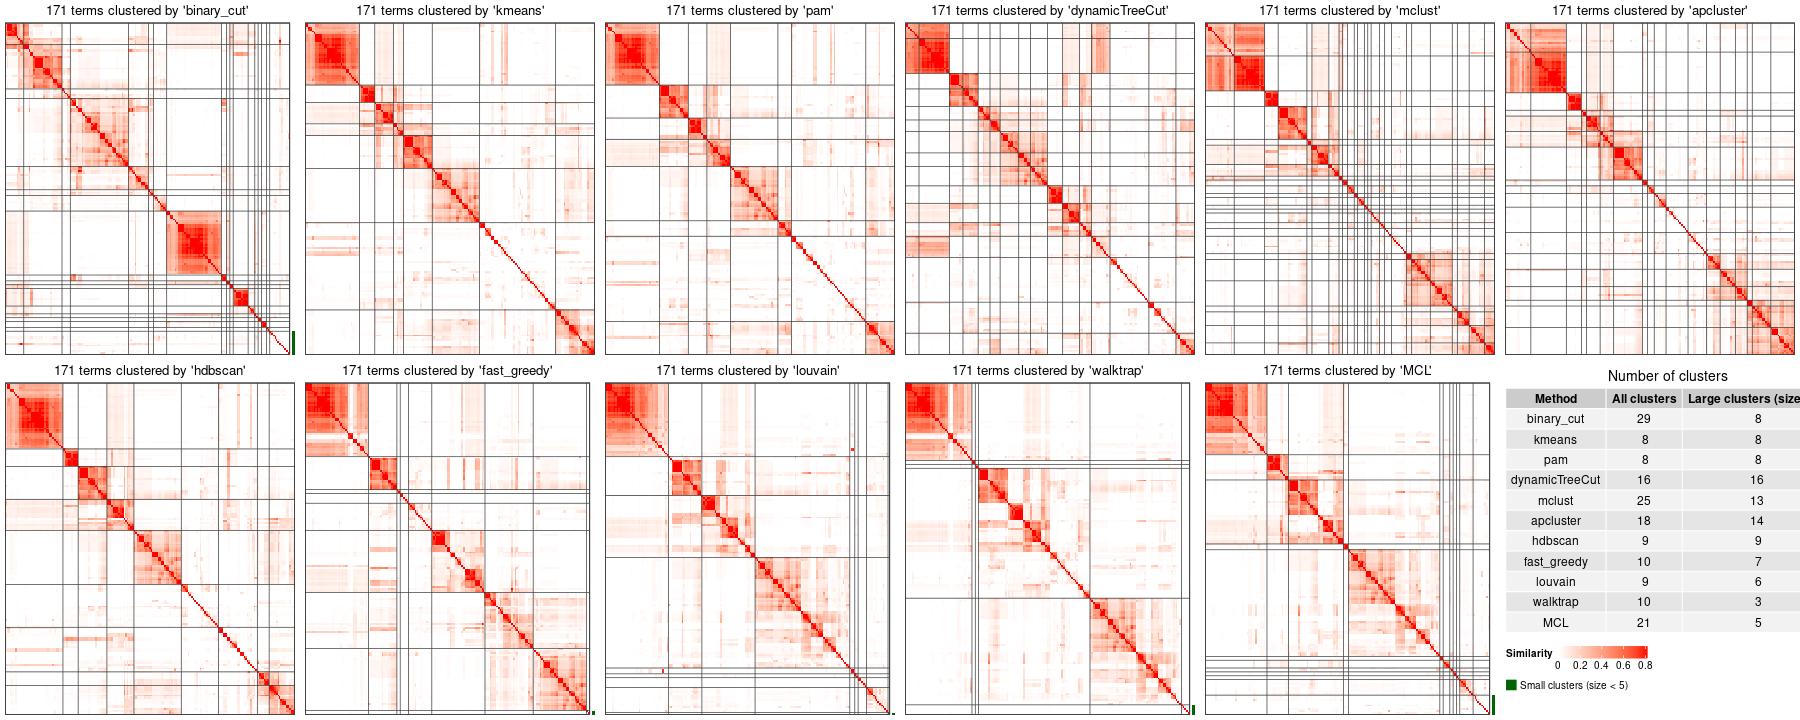 171 terms clustered by 'binary_cut'
171 terms clustered by 'kmeans'
171 terms clustered by 'pam'
171 terms clustered by 'dynamicTreeCut'
171 terms clustered by 'mclust'
171 terms clustered by 'apcluster'
171 terms clustered by 'hdbscan'
171 terms clustered by 'fast_greedy'
171 terms clustered by 'louvain'
171 terms clustered by 'walktrap'
171 terms clustered by 'MCL'
Number of clusters
Method All clusters Large clusters (size
binary_cut 29 8
kmeans 8 8
pam 8 8
dynamicTreeCut 16 16
mclust 25 13
apcluster 18 14
hdbscan 9 9
fast_greedy 10 7
louvain 9 6
walktrap 10 3
MCL 21 5
Similarity
0 0.2 0.4 0.6 0.8
Small clusters (size < 5)